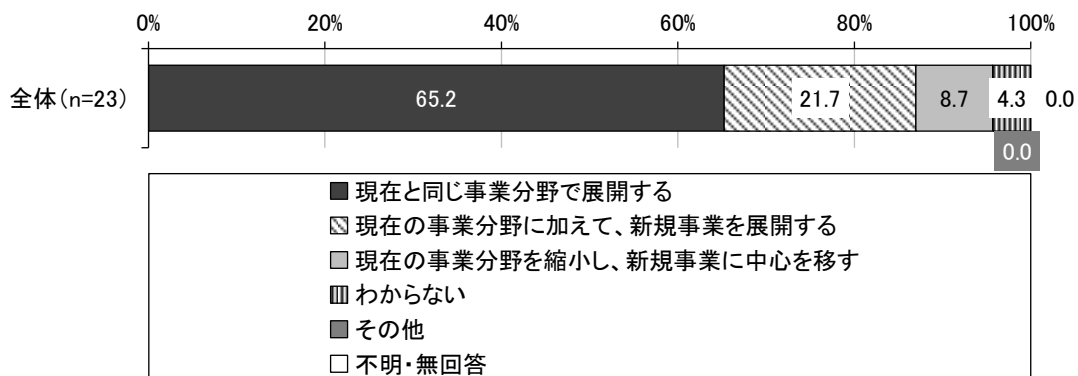 0% 20% 40% 60% 80% 100%
全体(n=23) 65.2 21.7 8.7 4.3 0.0
0.0
現在と同じ事業分野で展開する
現在の事業分野に加えて、新規事業を展開する
現在の事業分野を縮小し、新規事業に中心を移す
わからない
その他
不明・無回答